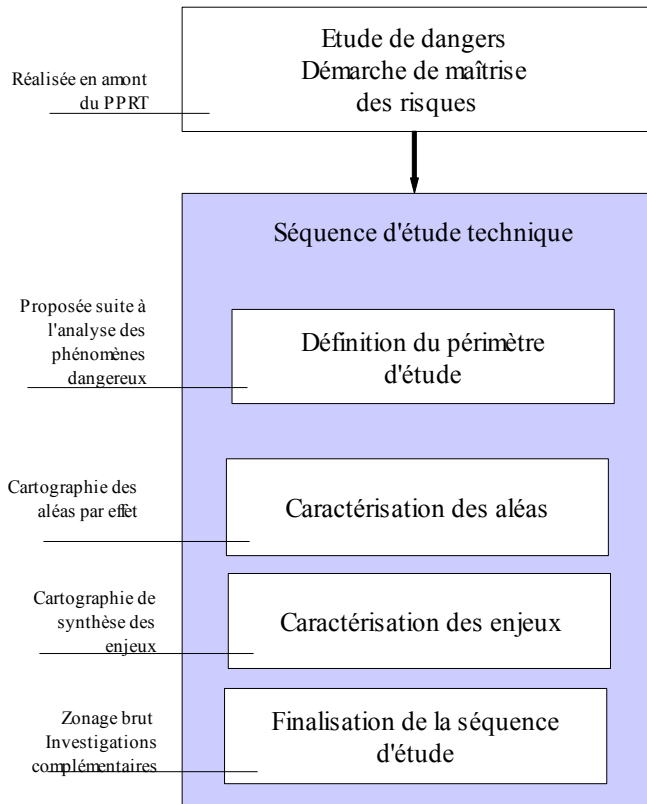 Etude de dangers
Démarche de maîtrise
des risques
Réalisée en amont
du PPRT
Séquence d'étude technique
Proposée suite à
l'analyse des
phénomènes
dangereux
Définition du périmètre
d'étude
Cartographie des
aléas par effet
Caractérisation des aléas
Cartographie de
synthèse des
enjeux
Caractérisation des enjeux
Zonage brut
Investigations
complémentaires
Finalisation de la séquence
d'étude